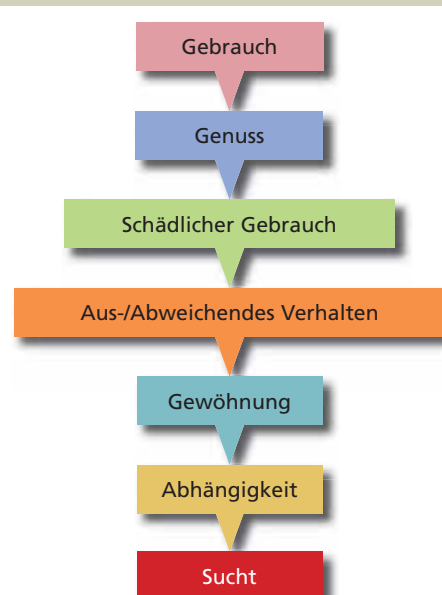 Gebrauch
Genuss
Schädlicher Gebrauch
Aus-/Abweichendes Verhalten
Gewöhnung
Abhängigkeit
Sucht